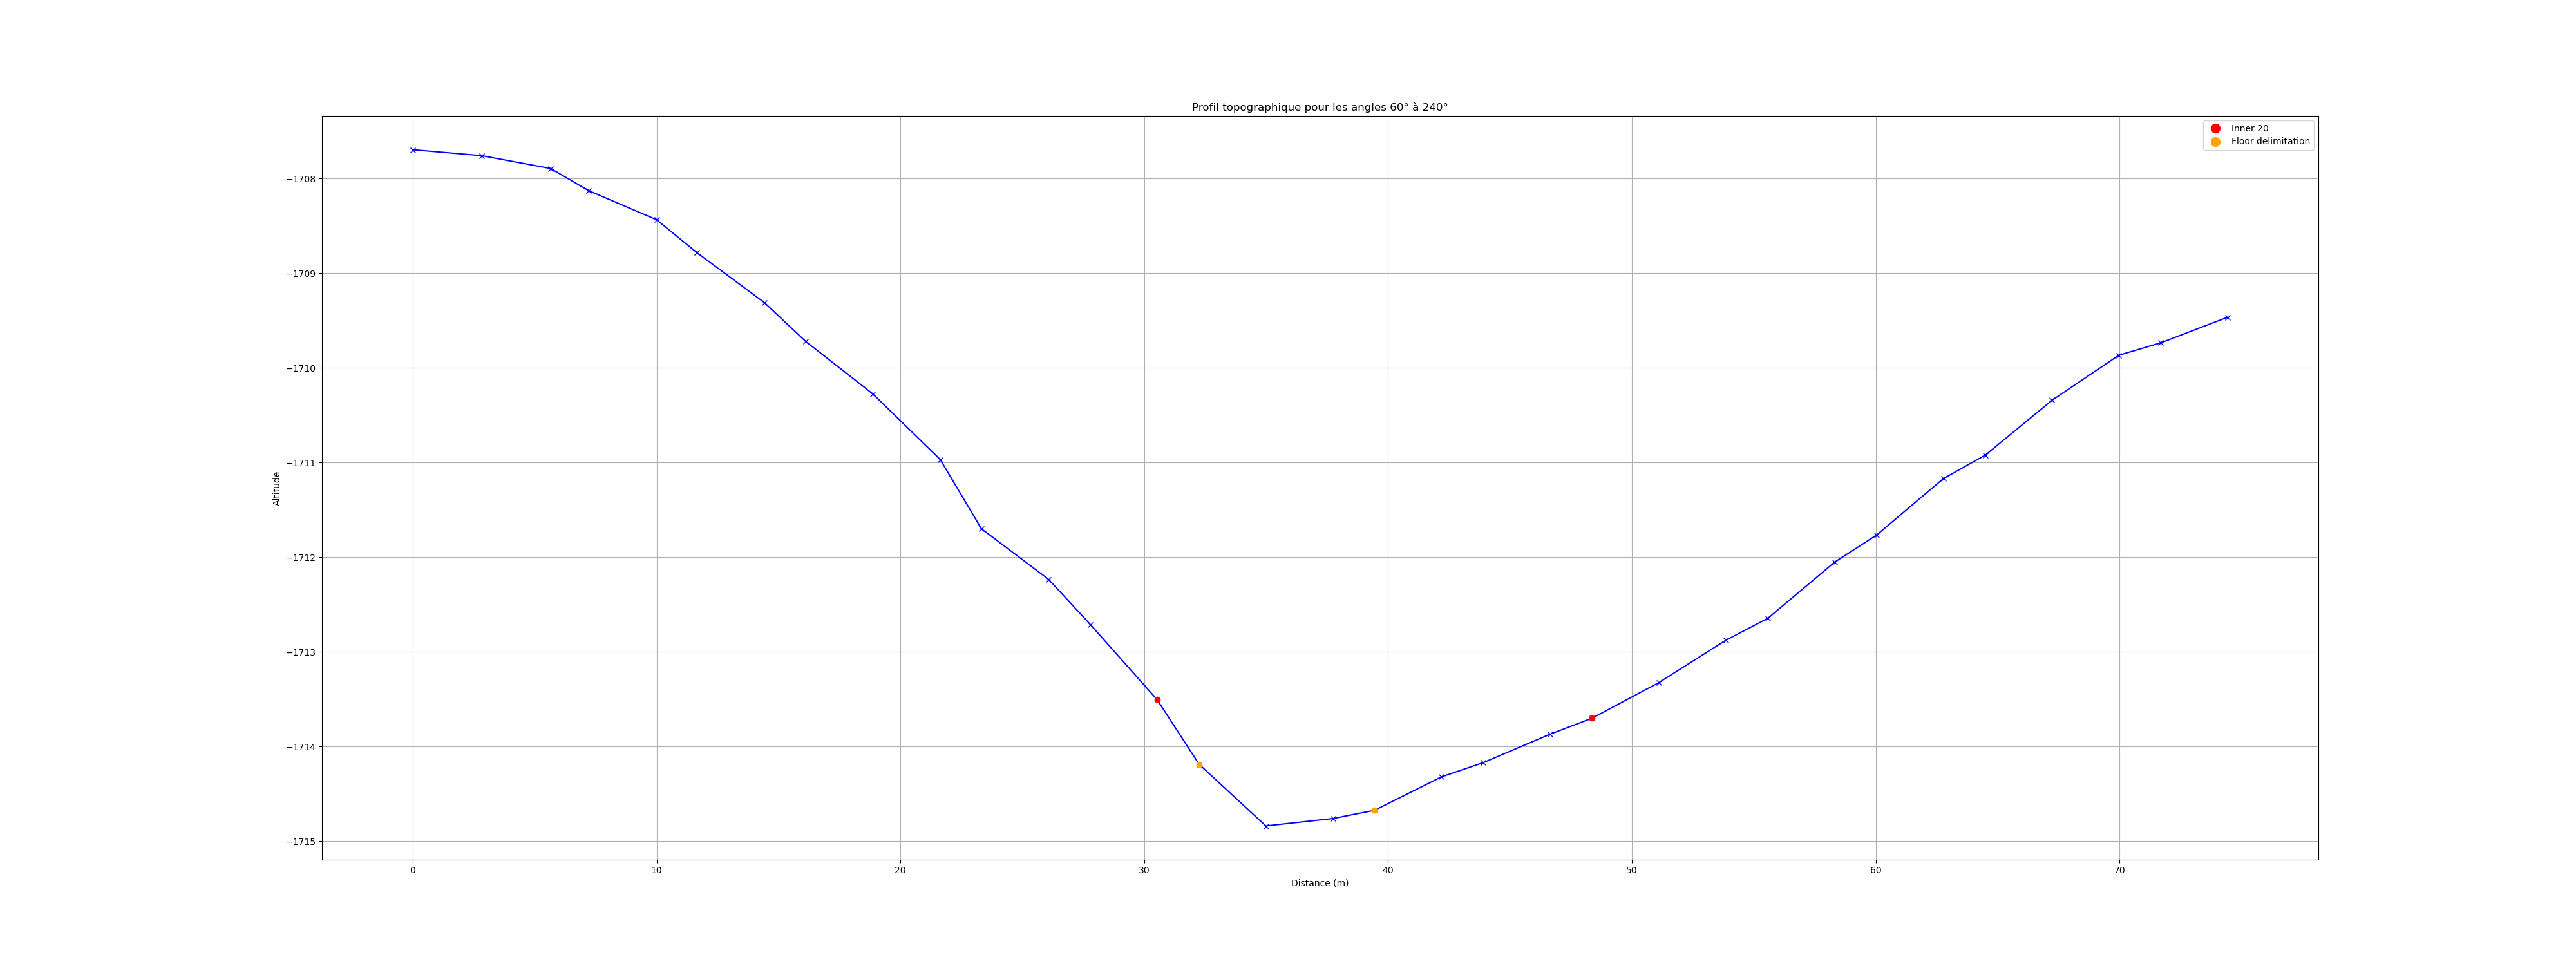 Profil topographique pour les angles 60° à 240°
Inner 20
Floor delimitation
−1708
−1709
−1710
−1711
−1712
−1713
−1714
−1715
Altitude
0 10 20 30 40 50 60 70
Distance (m)